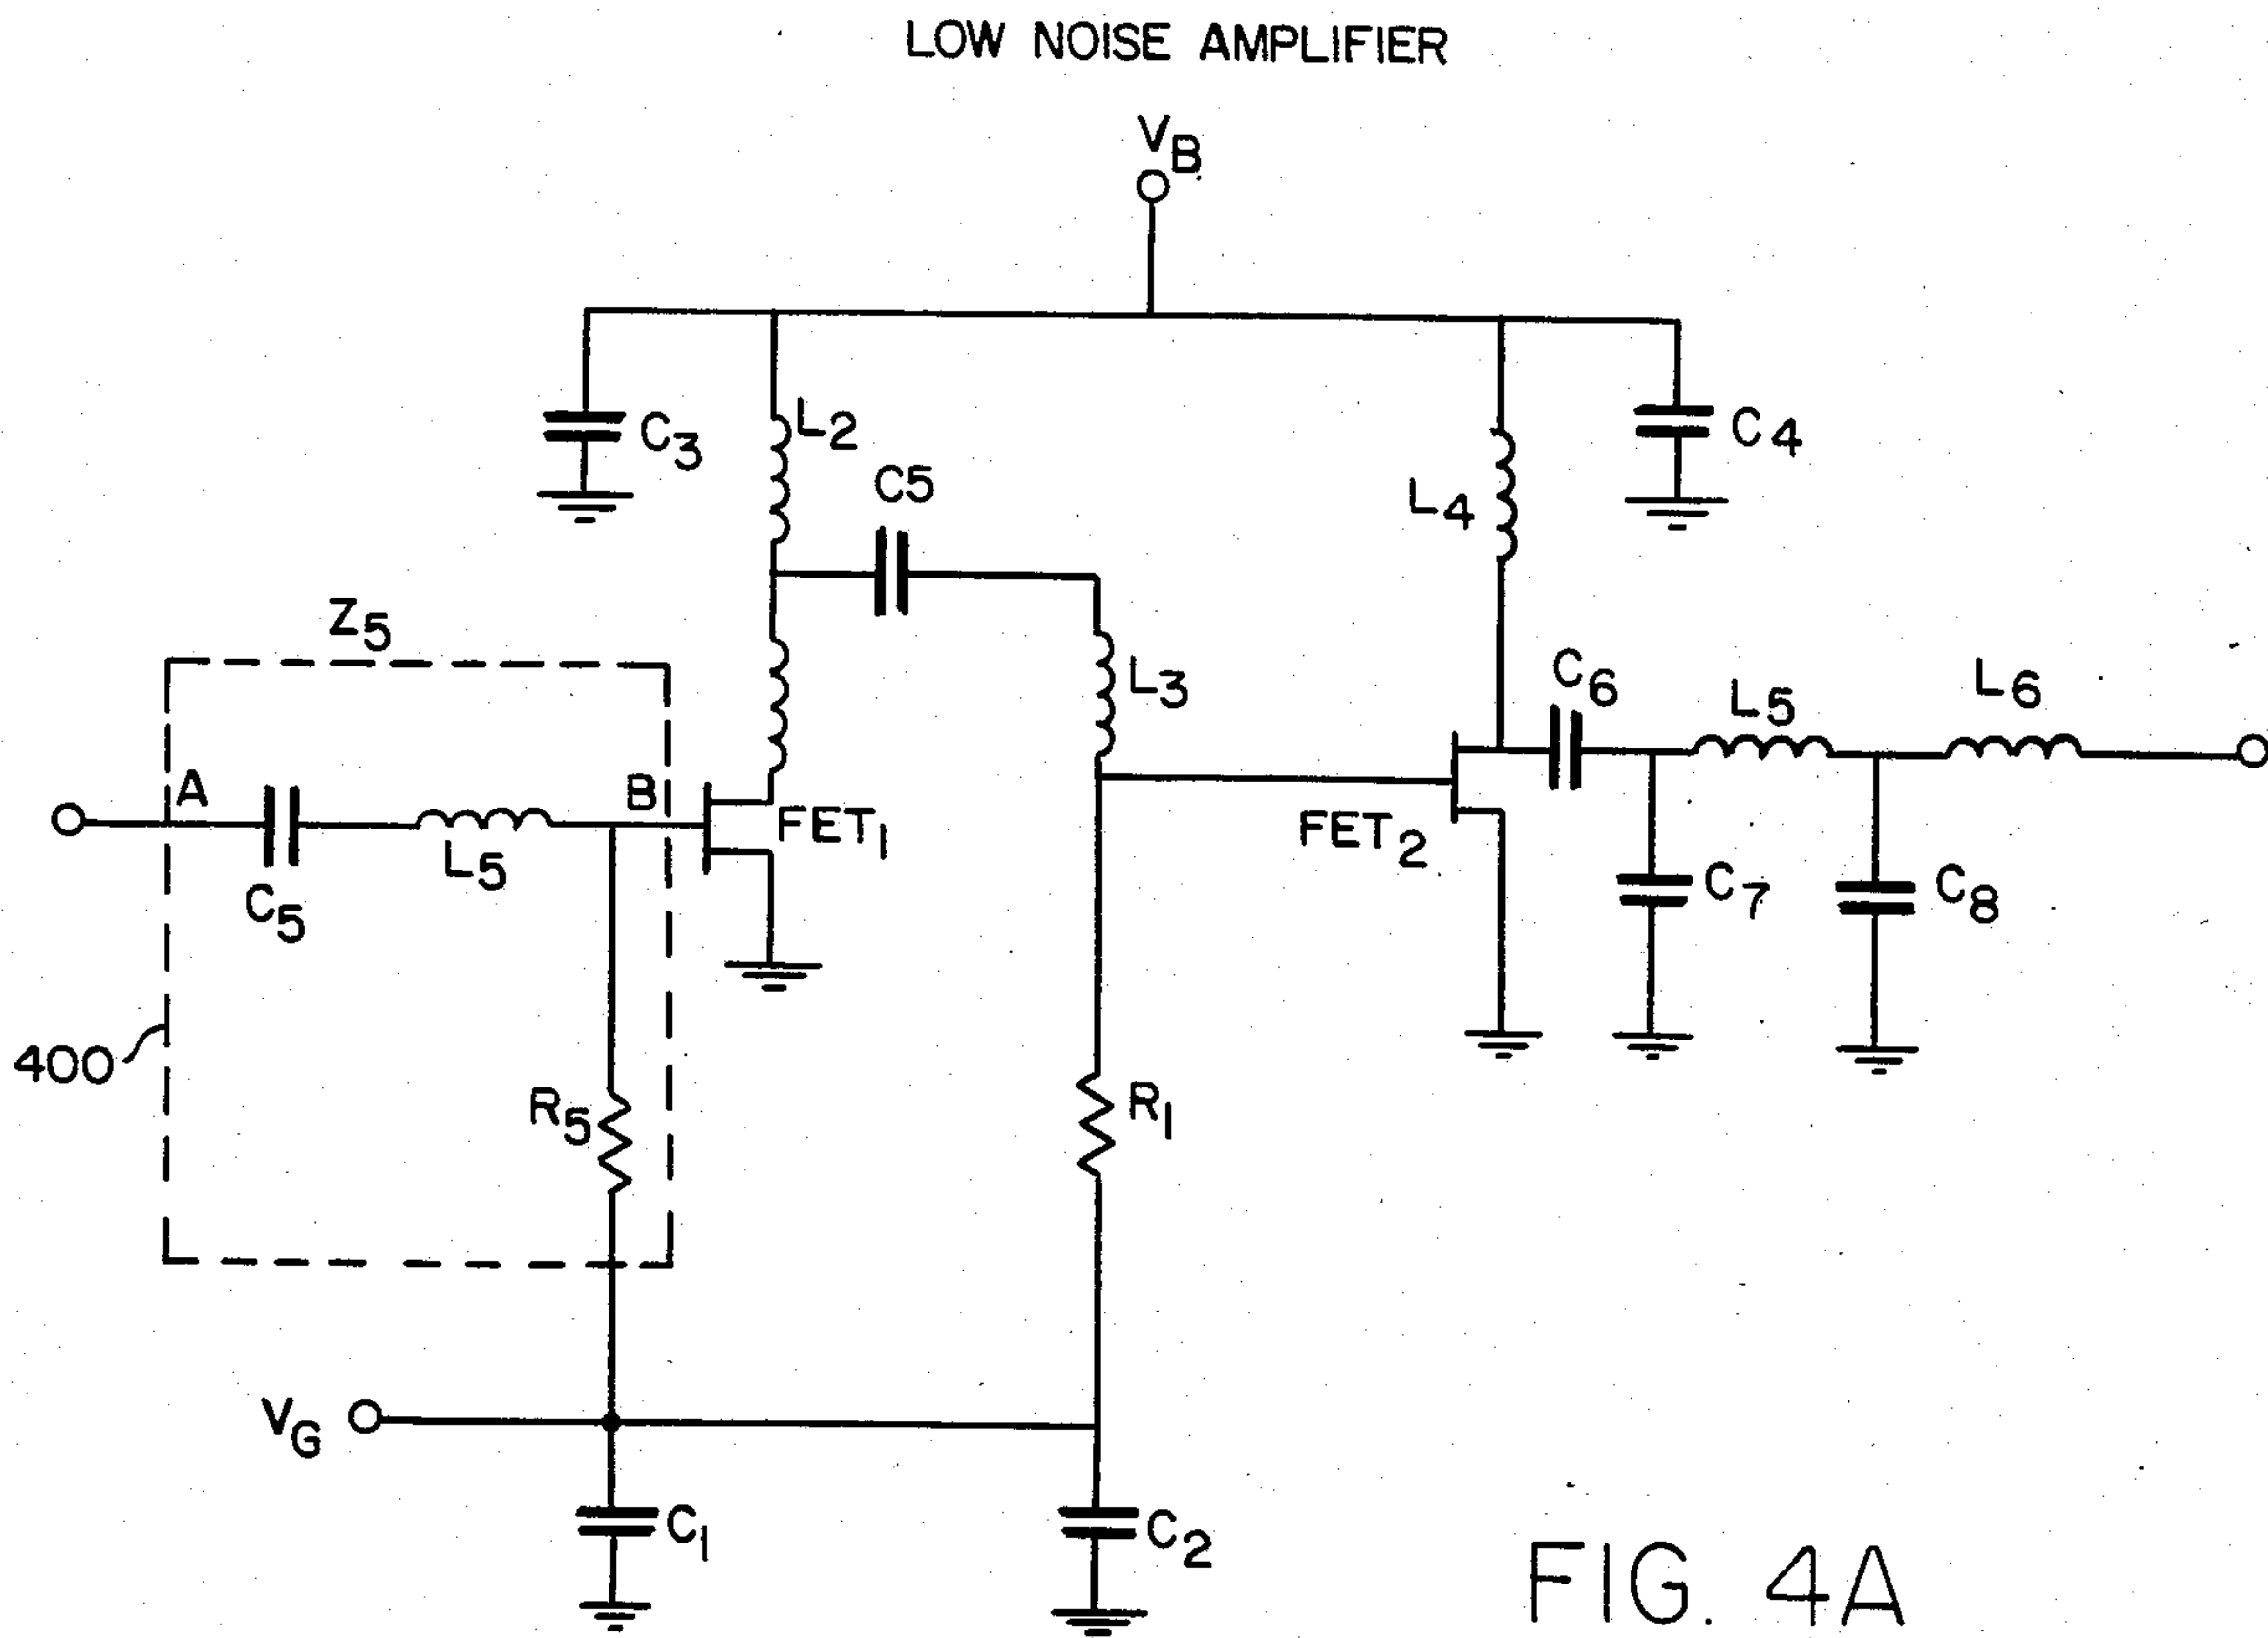 LOW NOISE AMPLIFIER
VB
C3
L2
C5
L4
C4
Z5
L3
C6
L5
L6
A
B
FET1
FET2
C5
L5
C7
C8
400
R5
R1
VG
C1
C2
FIG. 4A